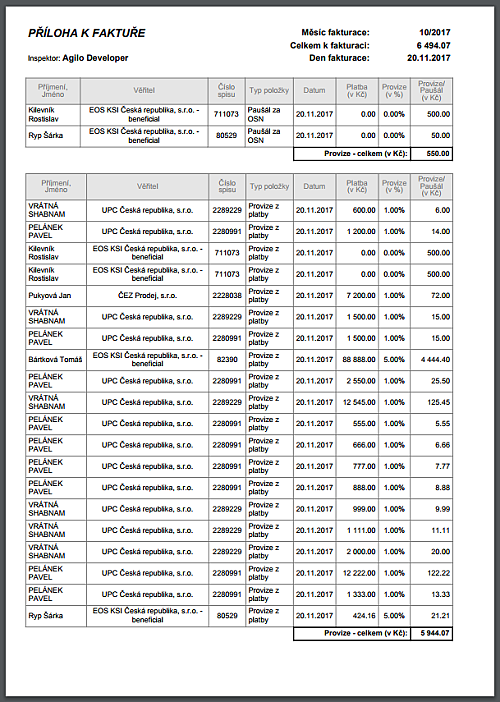 PŘÍLOHA K FAKTUŘE
Měsíc fakturace: 10/2017
Celkem k fakturaci: 6 494.07
Inspektor: Agilo Developer
Den fakturace: 20.11.2017
Příjmení, Jméno Věřitel Číslo spisu Typ položky Datum Platba (v Kč) Provize (v %) Provize/ Paušál (v Kč)
Kilevník Rostislav EOS KSI Česká republika, s.r.o. - beneficial 711073 Paušál za OSN 20.11.2017 0.00 0.00% 500.00
Ryp Šárka EOS KSI Česká republika, s.r.o. - beneficial 80529 Paušál za OSN 20.11.2017 0.00 0.00% 50.00
Provize - celkem (v Kč): 550.00
Příjmení, Jméno Věřitel Číslo spisu Typ položky Datum Platba (v Kč) Provize (v %) Provize/ Paušál (v Kč)
VRÁTNÁ SHABNAM UPC Česká republika, s.r.o. 2289229 Provize z platby 20.11.2017 600.00 1.00% 6.00
PELÁNEK PAVEL UPC Česká republika, s.r.o. 2280991 Provize z platby 20.11.2017 1 200.00 1.00% 14.00
Kilevník Rostislav EOS KSI Česká republika, s.r.o. - beneficial 711073 Provize z platby 20.11.2017 0.00 0.00% 500.00
Kilevník Rostislav EOS KSI Česká republika, s.r.o. - beneficial 711073 Provize z platby 20.11.2017 0.00 0.00% 500.00
Pukyová Jan ČEZ Prodej, s.r.o. 2228038 Provize z platby 20.11.2017 7 200.00 1.00% 72.00
VRÁTNÁ SHABNAM UPC Česká republika, s.r.o. 2289229 Provize z platby 20.11.2017 1 500.00 1.00% 15.00
PELÁNEK PAVEL UPC Česká republika, s.r.o. 2280991 Provize z platby 20.11.2017 1 500.00 1.00% 15.00
Bártková Tomáš EOS KSI Česká republika, s.r.o. - beneficial 82390 Provize z platby 20.11.2017 88 888.00 5.00% 4 444.40
PELÁNEK PAVEL UPC Česká republika, s.r.o. 2280991 Provize z platby 20.11.2017 2 550.00 1.00% 25.50
VRÁTNÁ SHABNAM UPC Česká republika, s.r.o. 2289229 Provize z platby 20.11.2017 12 545.00 1.00% 125.45
PELÁNEK PAVEL UPC Česká republika, s.r.o. 2280991 Provize z platby 20.11.2017 555.00 1.00% 5.55
PELÁNEK PAVEL UPC Česká republika, s.r.o. 2280991 Provize z platby 20.11.2017 666.00 1.00% 6.66
PELÁNEK PAVEL UPC Česká republika, s.r.o. 2280991 Provize z platby 20.11.2017 777.00 1.00% 7.77
PELÁNEK PAVEL UPC Česká republika, s.r.o. 2280991 Provize z platby 20.11.2017 888.00 1.00% 8.88
VRÁTNÁ SHABNAM UPC Česká republika, s.r.o. 2289229 Provize z platby 20.11.2017 999.00 1.00% 9.99
VRÁTNÁ SHABNAM UPC Česká republika, s.r.o. 2289229 Provize z platby 20.11.2017 1 111.00 1.00% 11.11
VRÁTNÁ SHABNAM UPC Česká republika, s.r.o. 2289229 Provize z platby 20.11.2017 2 000.00 1.00% 20.00
PELÁNEK PAVEL UPC Česká republika, s.r.o. 2280991 Provize z platby 20.11.2017 12 222.00 1.00% 122.22
PELÁNEK PAVEL UPC Česká republika, s.r.o. 2280991 Provize z platby 20.11.2017 1 333.00 1.00% 13.33
Ryp Šárka EOS KSI Česká republika, s.r.o. - beneficial 80529 Provize z platby 20.11.2017 424.16 5.00% 21.21
Provize - celkem (v Kč): 5 944.07